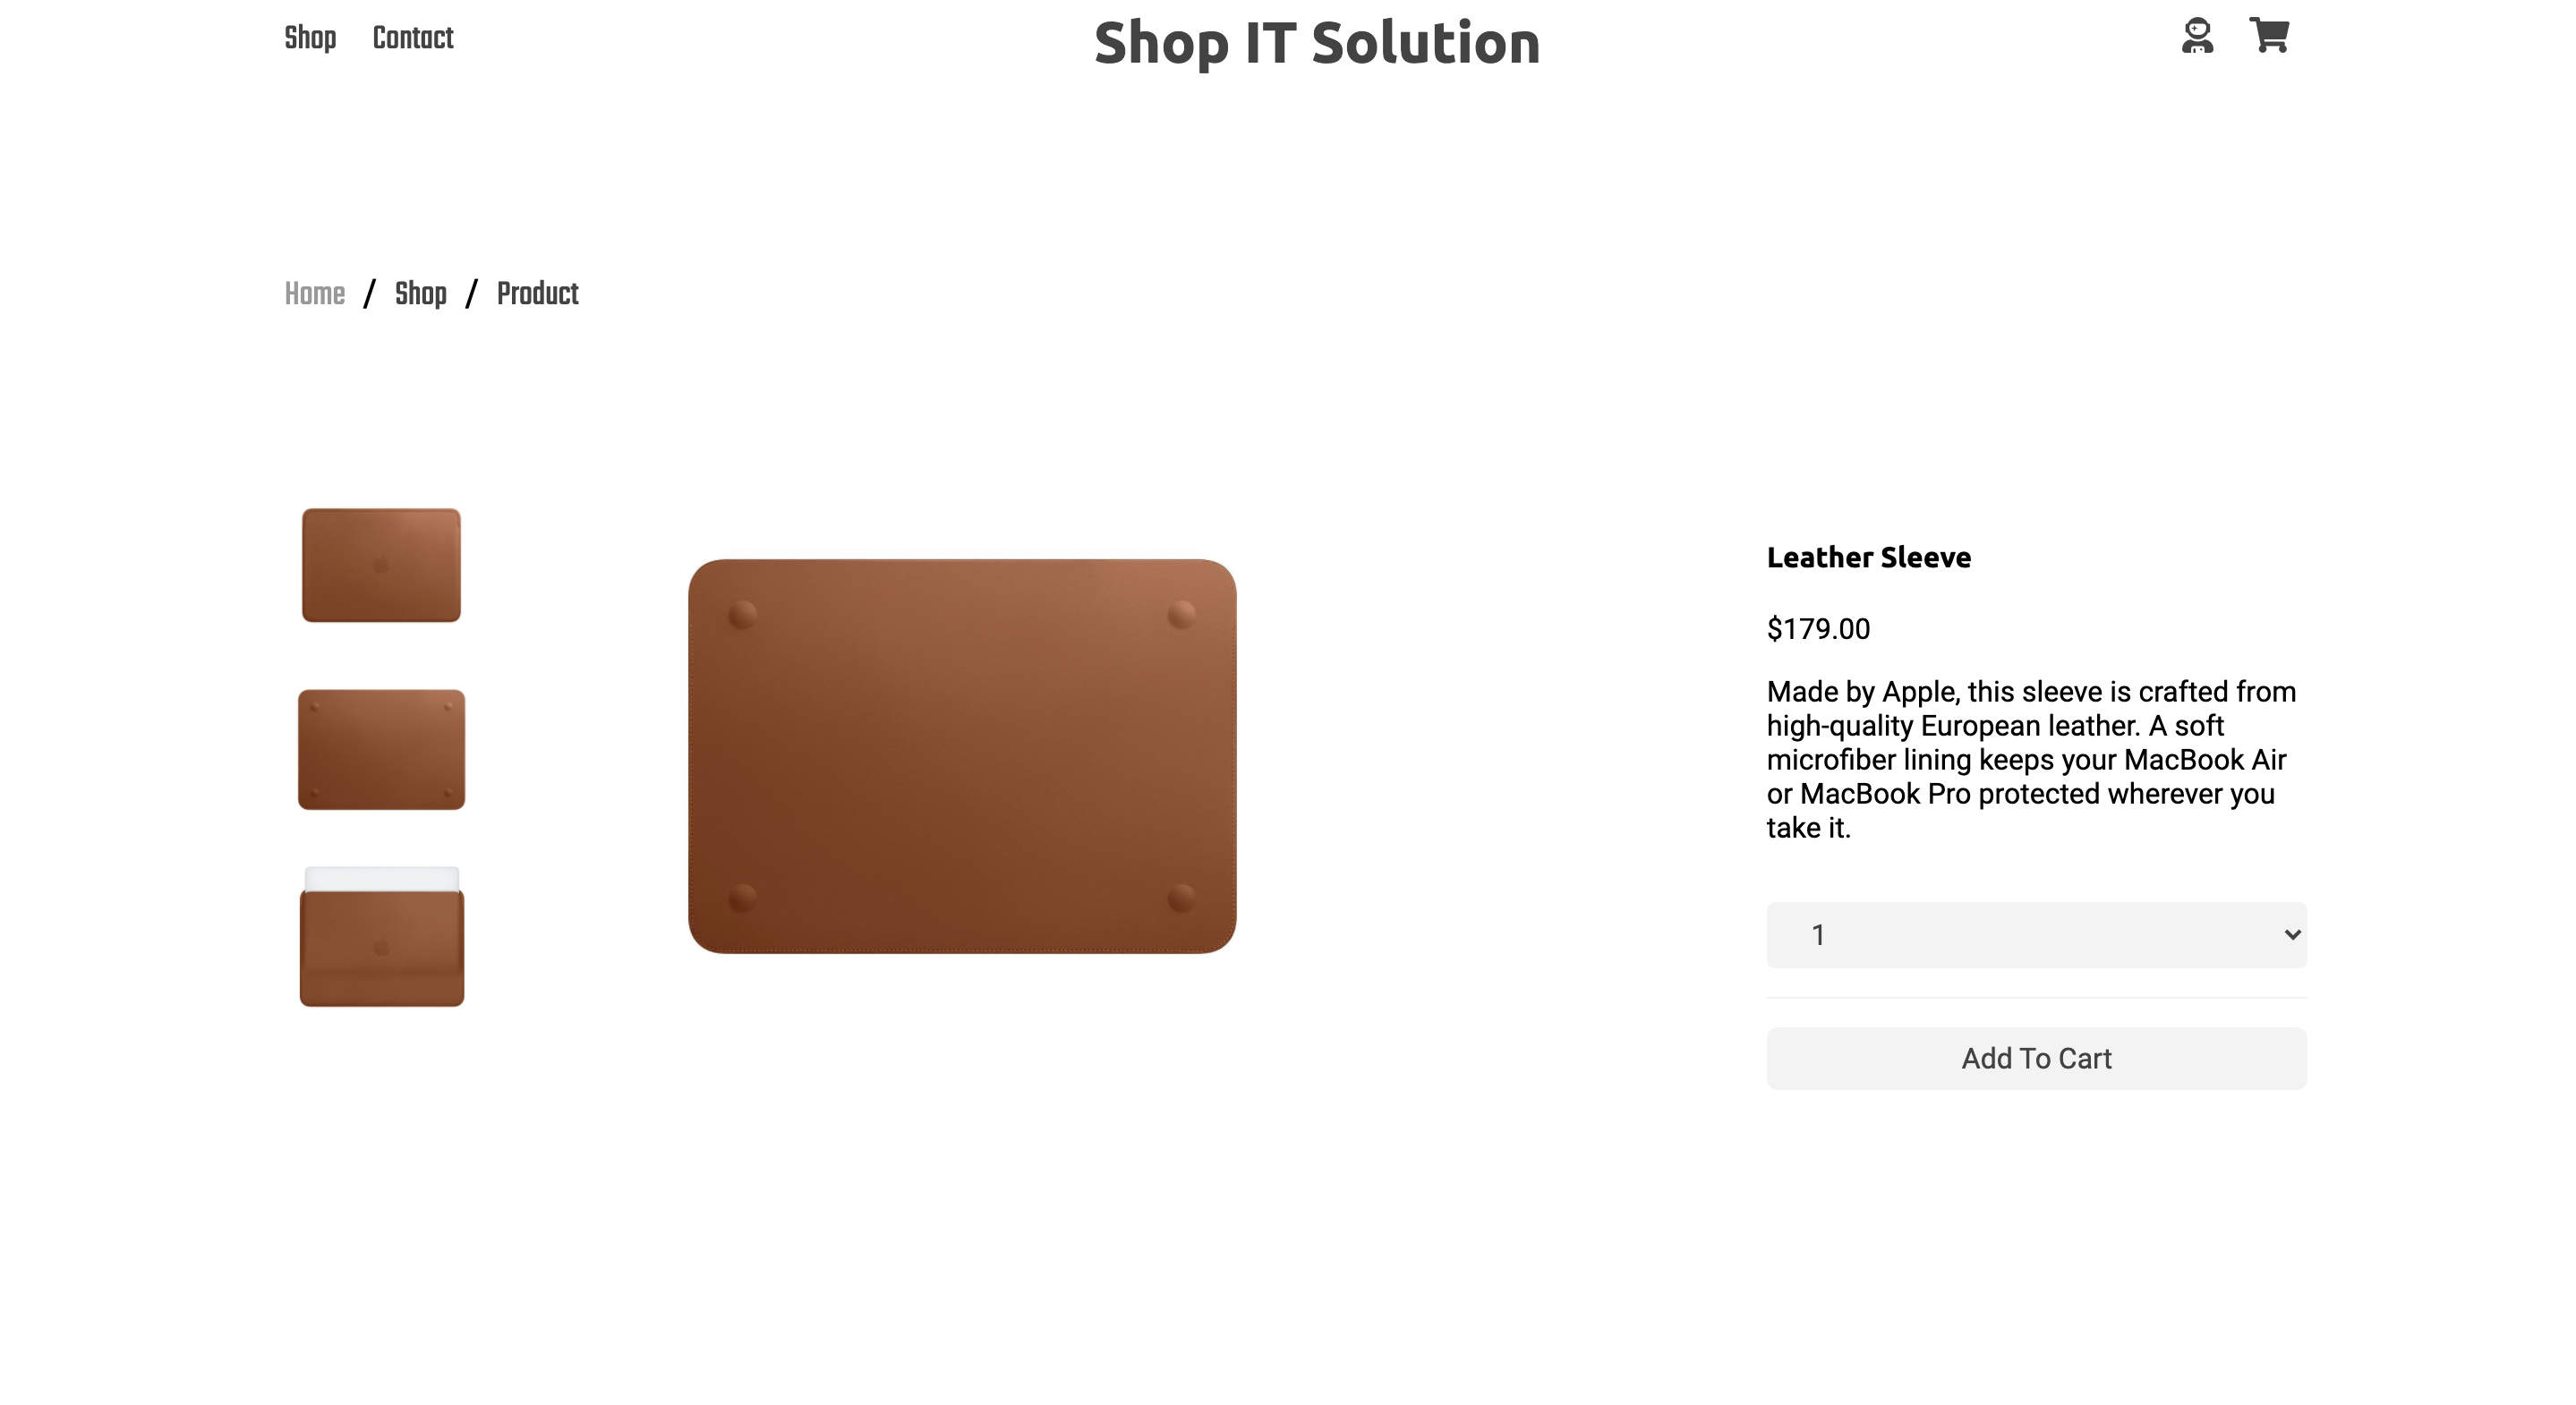 Shop Contact
Shop IT Solution
Home / Shop / Product
Leather Sleeve
$179.00
Made by Apple, this sleeve is crafted from
high-quality European leather. A soft
microfiber lining keeps your MacBook Air
or MacBook Pro protected wherever you
take it.
1
Add To Cart